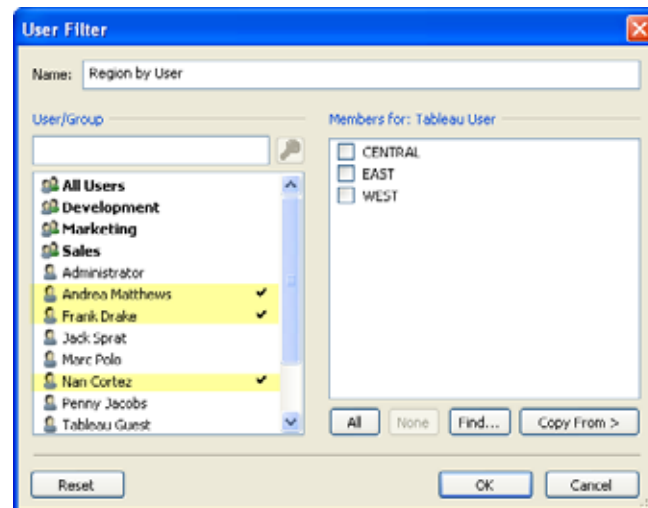 User Filter
Name: Region by User
User/Group
Members for: Tableau User
All Users
Development
Marketing
Sales
Administrator
Andrea Matthews
Frank Drake
Jack Sprat
Marc Polo
Nan Cortez
Penny Jacobs
Tableau Guest
CENTRAL
EAST
WEST
All None Find... Copy From >
Reset OK Cancel